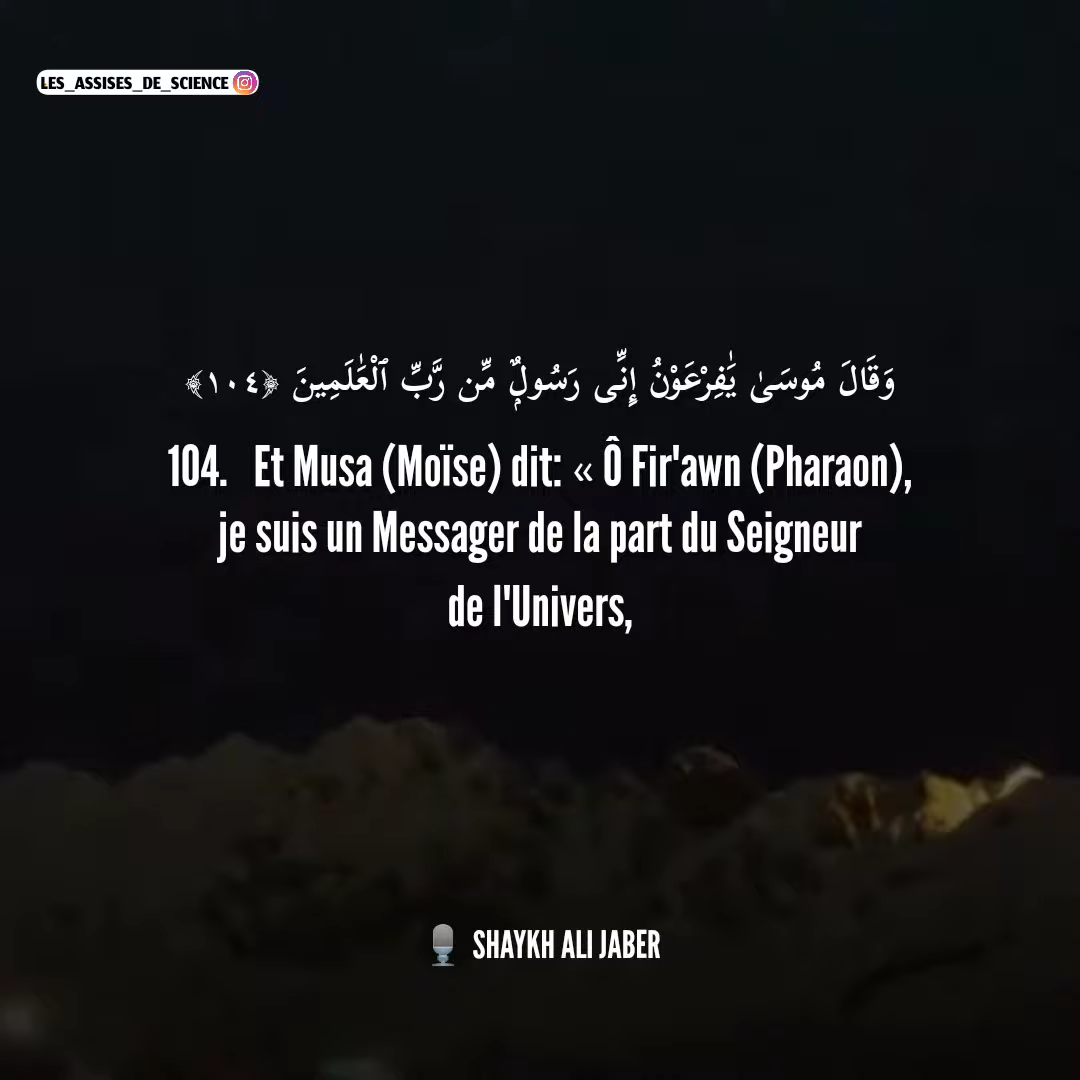 LES_ASSISES_DE_SCIENCE
وَقَالَ مُوسَىٰ يَٰفِرْعَوْنُ إِنِّى رَسُولٌ مِّن رَّبِّ ٱلْعَٰلَمِينَ ﴿١٠٤﴾
104. Et Musa (Moïse) dit: « Ô Fir'awn (Pharaon),
je suis un Messager de la part du Seigneur
de l'Univers,
SHAYKH ALI JABER